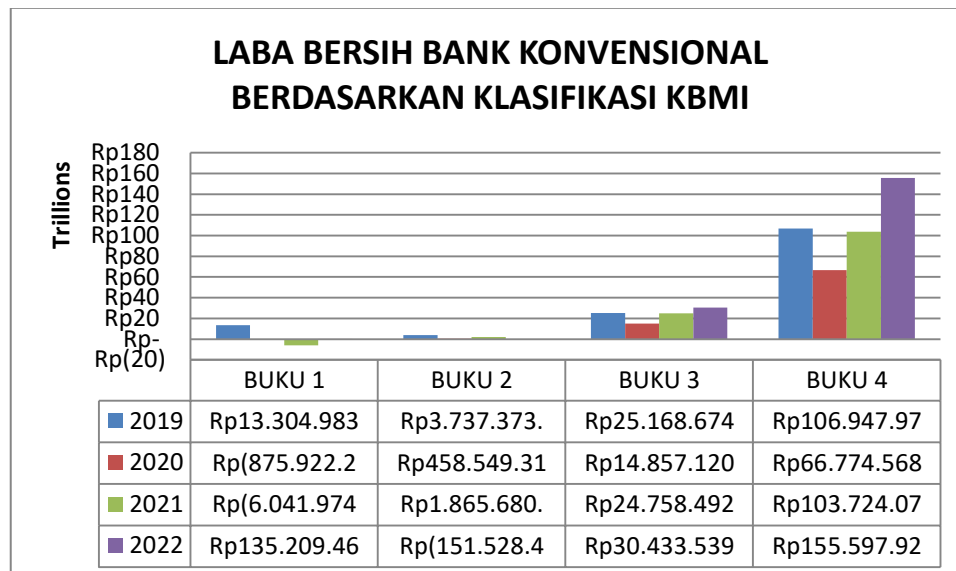 LABA BERSIH BANK KONVENSIONAL
BERDASARKAN KLASIFIKASI KBMI
Trillions
Rp180
Rp160
Rp140
Rp120
Rp100
Rp80
Rp60
Rp40
Rp20
Rp-
Rp(20)
BUKU 1 BUKU 2 BUKU 3 BUKU 4
2019 Rp13.304.983 Rp3.737.373. Rp25.168.674 Rp106.947.97
2020 Rp(875.922.2 Rp458.549.31 Rp14.857.120 Rp66.774.568
2021 Rp(6.041.974 Rp1.865.680. Rp24.758.492 Rp103.724.07
2022 Rp135.209.46 Rp(151.528.4 Rp30.433.539 Rp155.597.92